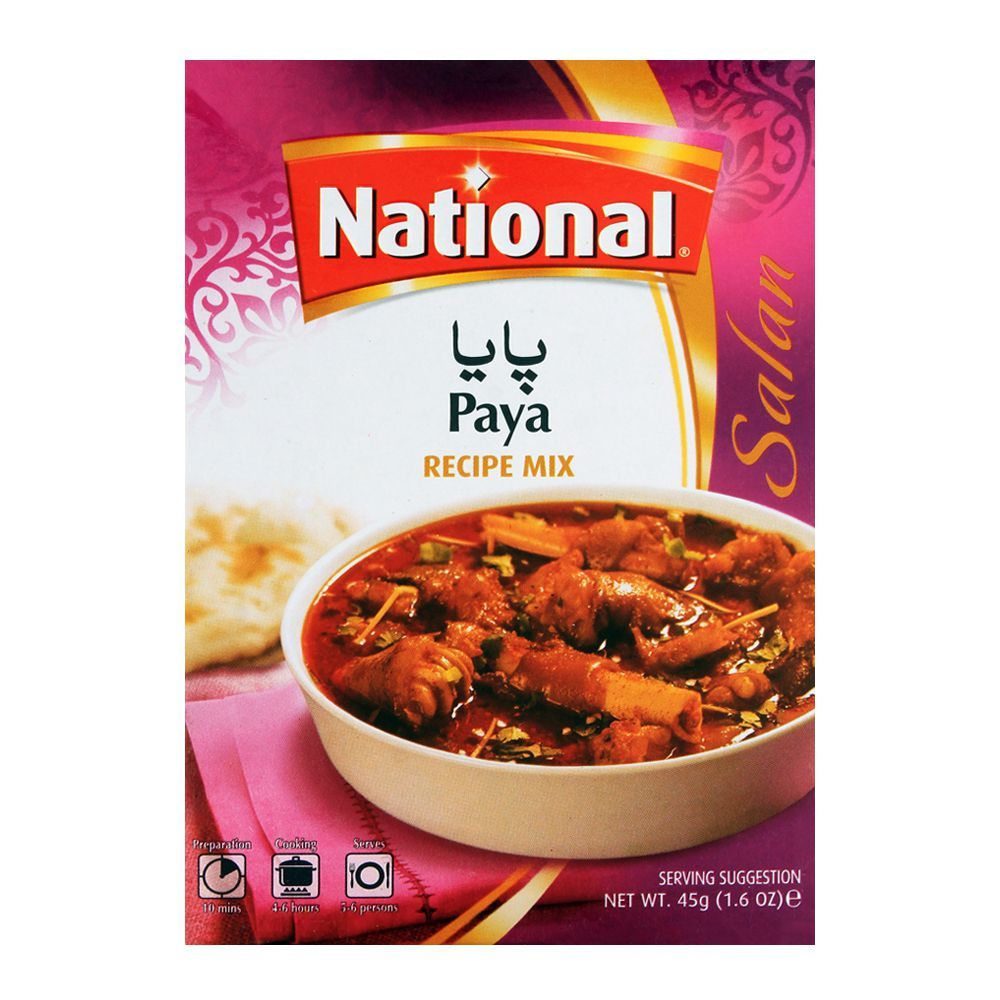 National®
پایا
Paya
RECIPE MIX
Salan
Preparation
10 mins
Cooking
4-6 hours
Serves
5-6 persons
SERVING SUGGESTION
NET WT. 45g (1.6 OZ)℮